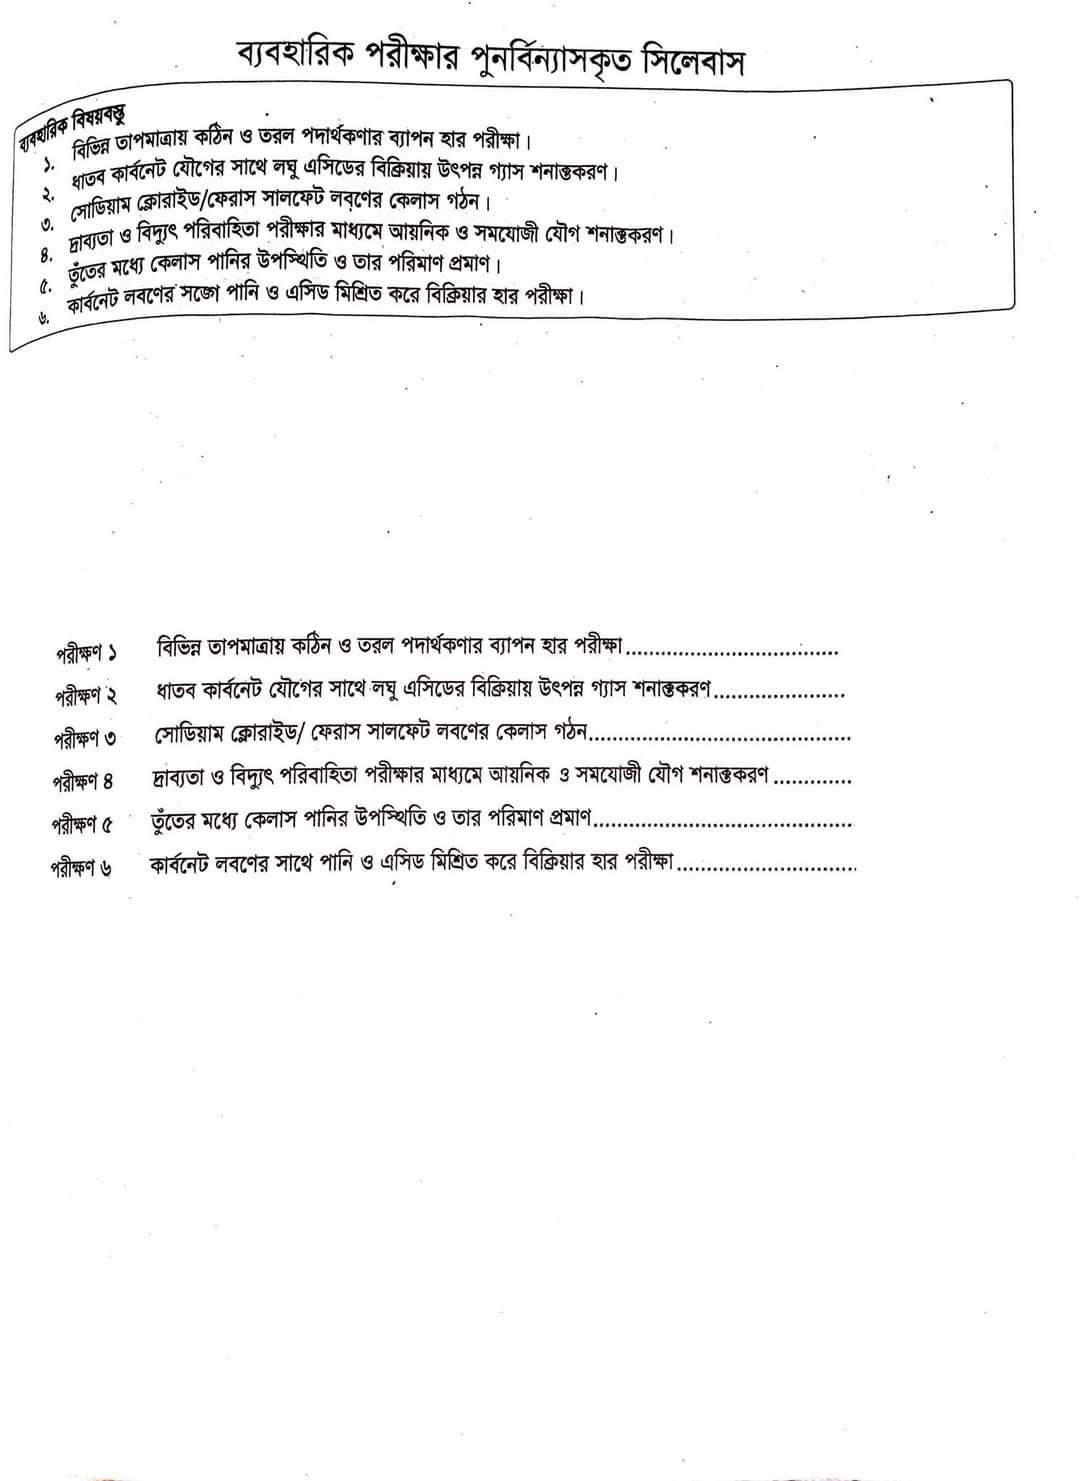 ব্যবহারিক পরীক্ষার পুনর্বিন্যাসকৃত সিলেবাস
ব্যবহারিক বিষয়বস্তু
১. বিভিন্ন তাপমাত্রায় কঠিন ও তরল পদার্থকণার ব্যাপন হার পরীক্ষা।
২. ধাতব কার্বনেট যৌগের সাথে লঘু এসিডের বিক্রিয়ায় উৎপন্ন গ্যাস শনাক্তকরণ।
৩. সোডিয়াম ক্লোরাইড/ফেরাস সালফেট লবণের কেলাস গঠন।
৪. দ্রাব্যতা ও বিদ্যুৎ পরিবাহিতা পরীক্ষার মাধ্যমে আয়নিক ও সমযোজী যৌগ শনাক্তকরণ।
৫. তুঁতের মধ্যে কেলাস পানির উপস্থিতি ও তার পরিমাণ প্রমাণ।
৬. কার্বনেট লবণের সঙ্গে পানি ও এসিড মিশ্রিত করে বিক্রিয়ার হার পরীক্ষা।
পরীক্ষণ ১ বিভিন্ন তাপমাত্রায় কঠিন ও তরল পদার্থকণার ব্যাপন হার পরীক্ষা....................................
পরীক্ষণ ২ ধাতব কার্বনেট যৌগের সাথে লঘু এসিডের বিক্রিয়ায় উৎপন্ন গ্যাস শনাক্তকরণ......................
পরীক্ষণ ৩ সোডিয়াম ক্লোরাইড/ ফেরাস সালফেট লবণের কেলাস গঠন............................................
পরীক্ষণ ৪ দ্রাব্যতা ও বিদ্যুৎ পরিবাহিতা পরীক্ষার মাধ্যমে আয়নিক ও সমযোজী যৌগ শনাক্তকরণ .............
পরীক্ষণ ৫ তুঁতের মধ্যে কেলাস পানির উপস্থিতি ও তার পরিমাণ প্রমাণ............................................
পরীক্ষণ ৬ কার্বনেট লবণের সাথে পানি ও এসিড মিশ্রিত করে বিক্রিয়ার হার পরীক্ষা ...............................